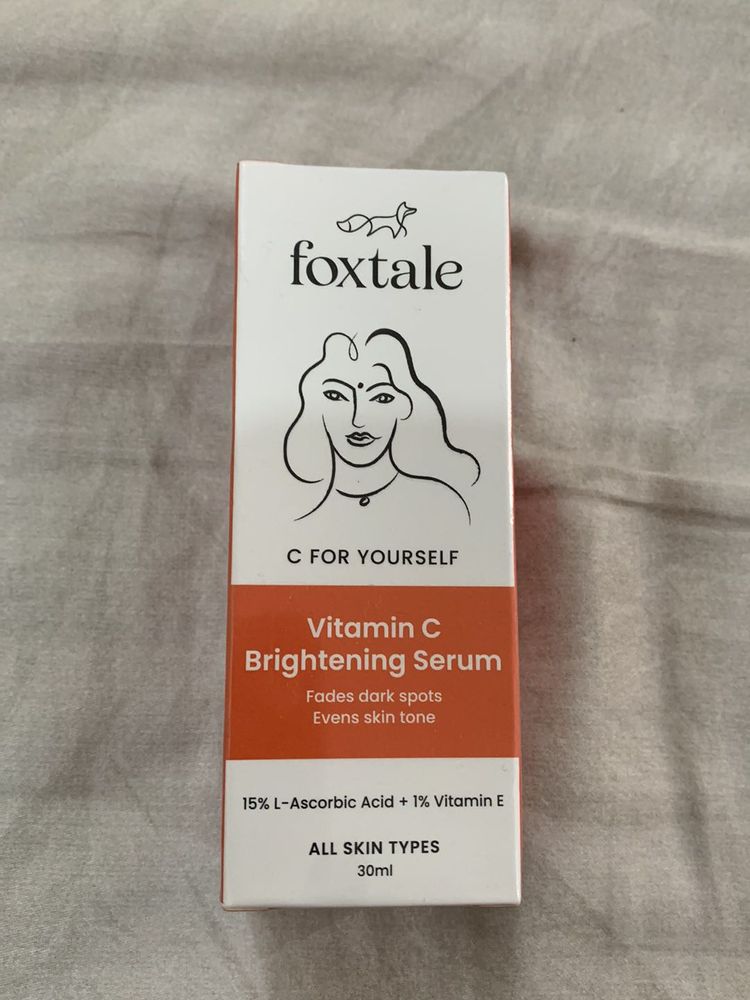 foxtale
C FOR YOURSELF
Vitamin C
Brightening Serum
Fades dark spots
Evens skin tone
15% L-Ascorbic Acid + 1% Vitamin E
ALL SKIN TYPES
30ml